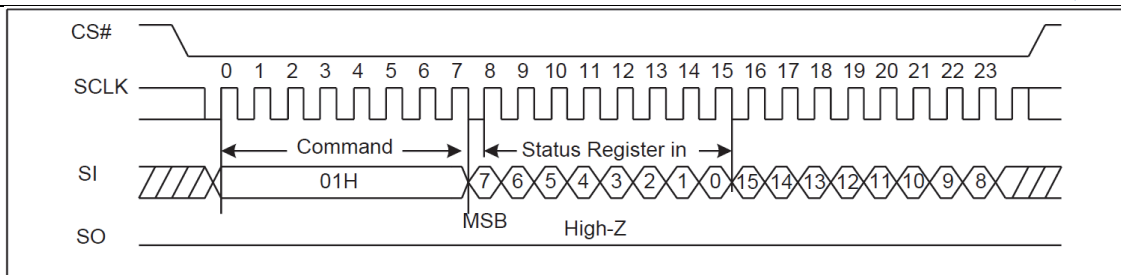 CS#
0 1 2 3 4 5 6 7 8 9 10 11 12 13 14 15 16 17 18 19 20 21 22 23
SCLK
Command Status Register in
SI 01H 7 6 5 4 3 2 1 0 15 14 13 12 11 10 9 8
MSB High-Z
SO